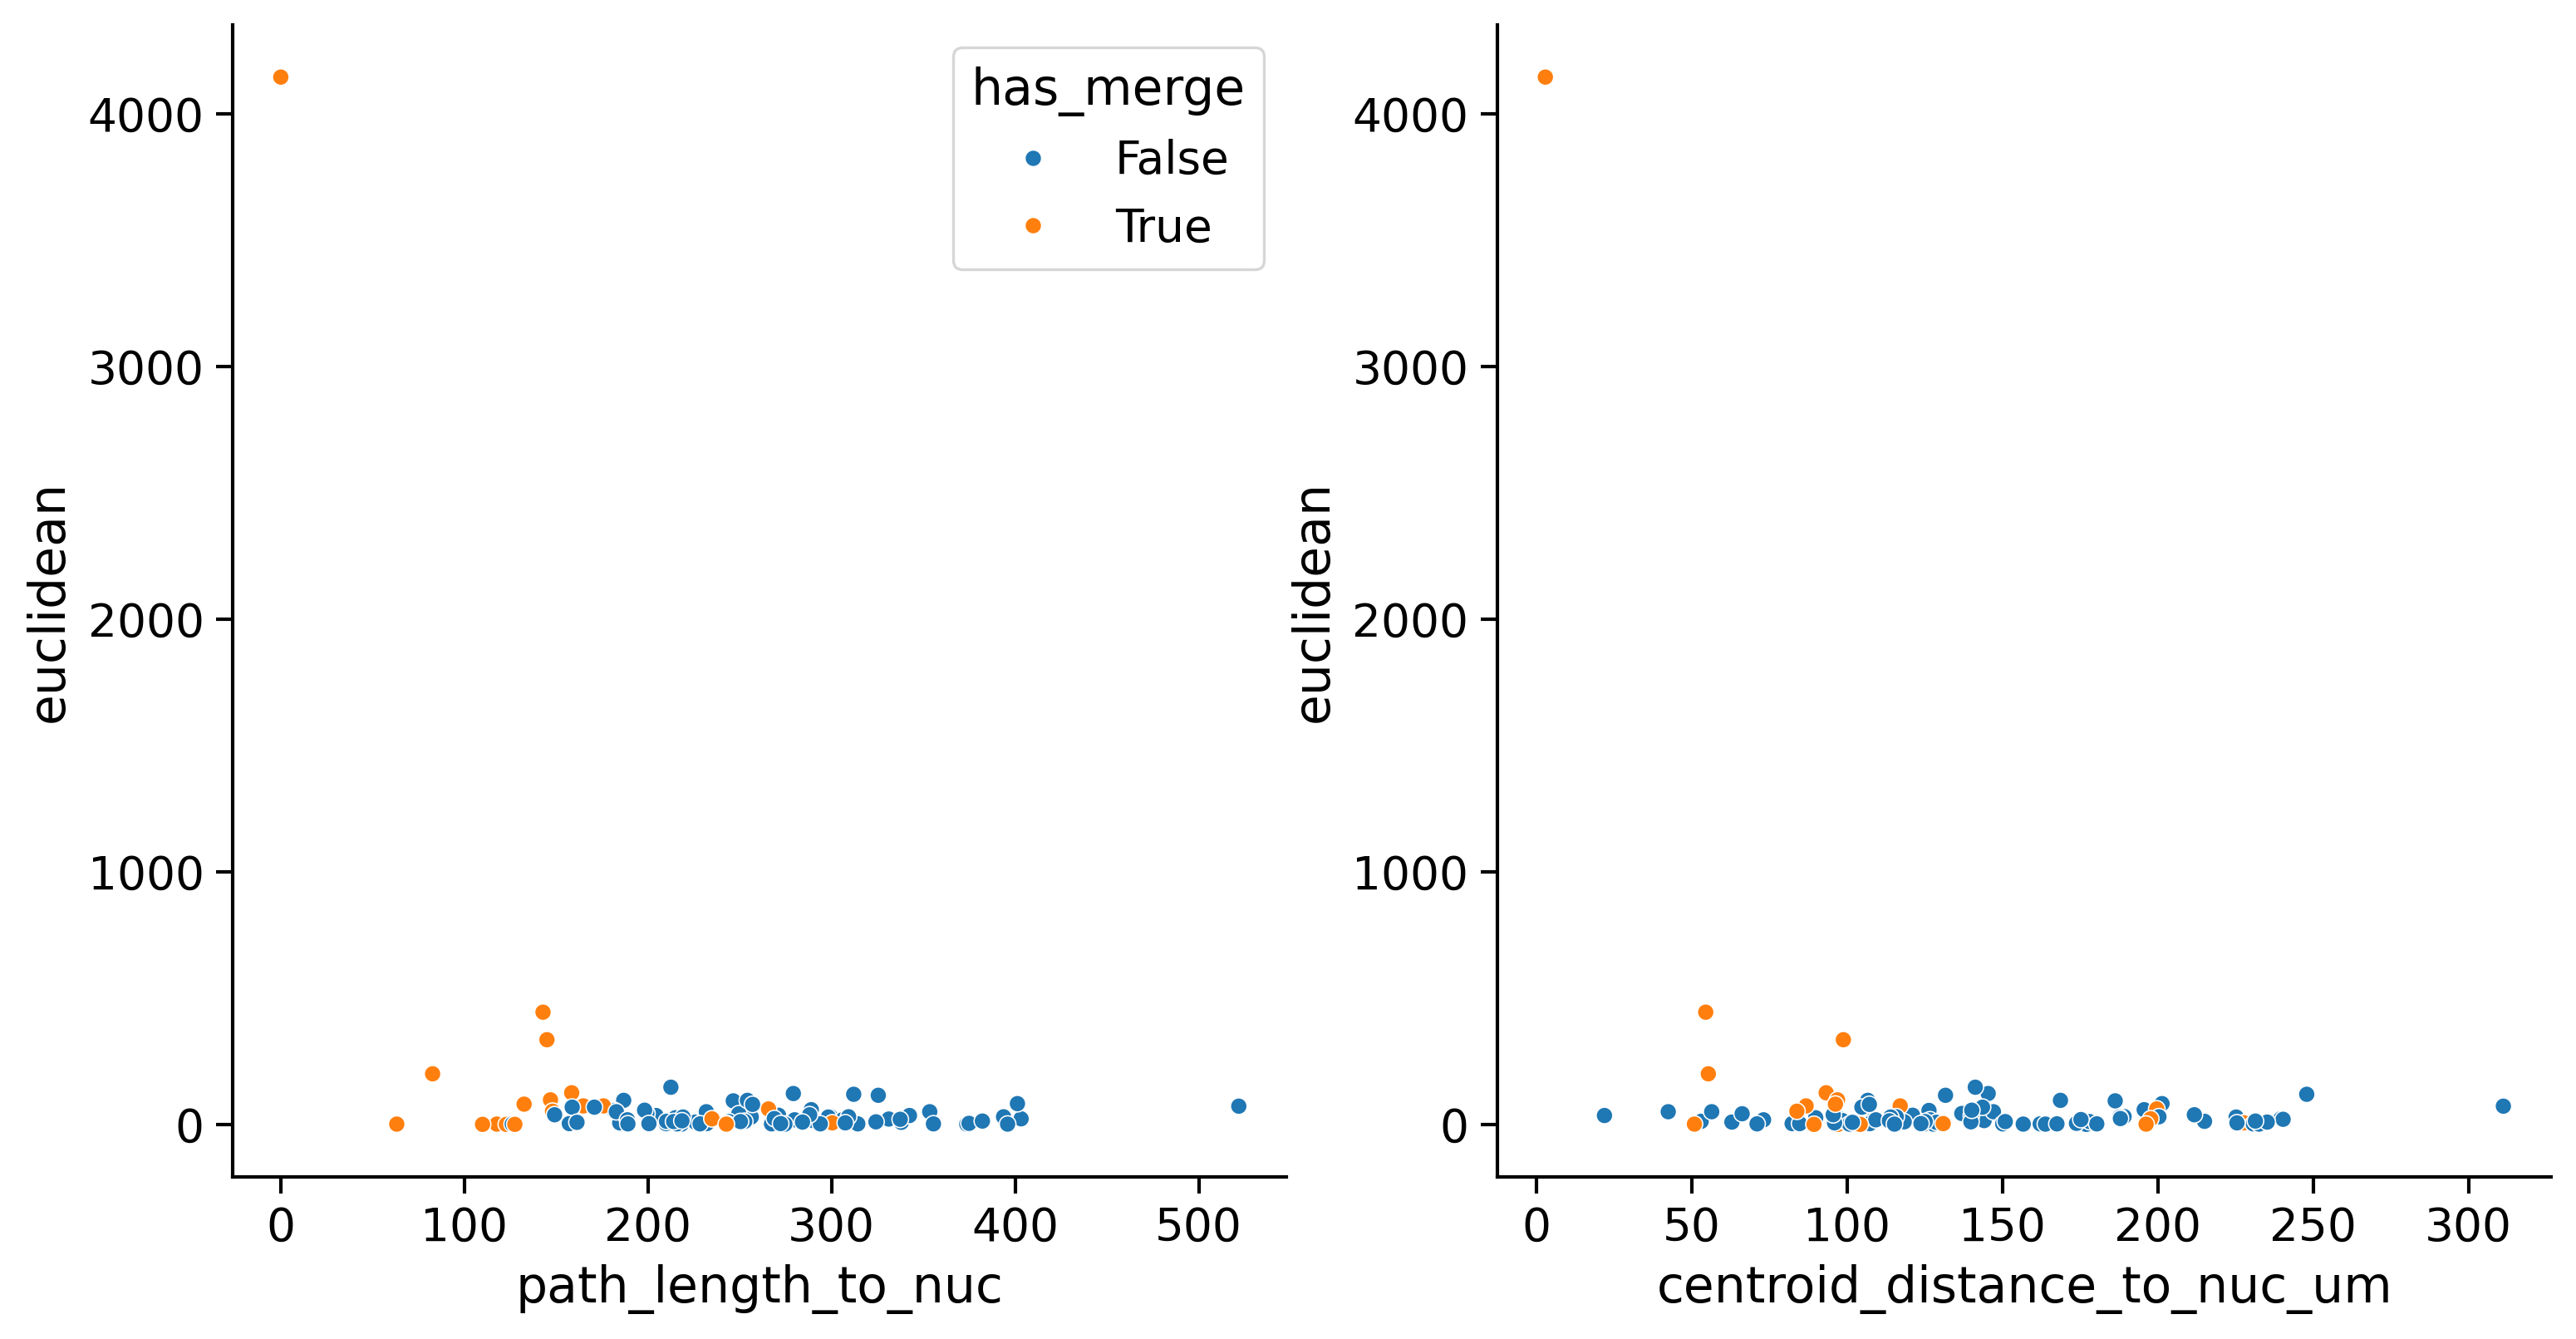 euclidean
4000
3000
2000
1000
0
0 100 200 300 400 500
path_length_to_nuc
has_merge
False
True
euclidean
4000
3000
2000
1000
0
0 50 100 150 200 250 300
centroid_distance_to_nuc_um